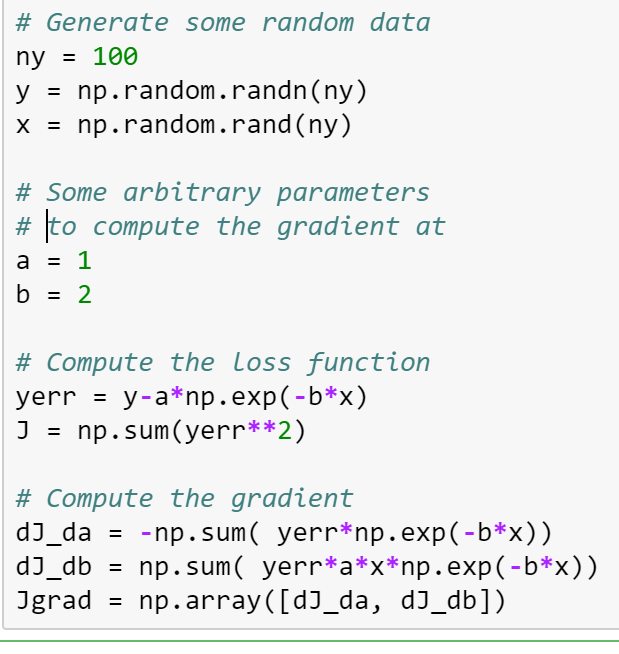 # Generate some random data
ny = 100
y = np.random.randn(ny)
x = np.random.rand(ny)
# Some arbitrary parameters
# to compute the gradient at
a = 1
b = 2
# Compute the loss function
yerr = y-a*np.exp(-b*x)
J = np.sum(yerr**2)
# Compute the gradient
dJ_da = -np.sum( yerr*np.exp(-b*x))
dJ_db = np.sum( yerr*a*x*np.exp(-b*x))
Jgrad = np.array([dJ_da, dJ_db])